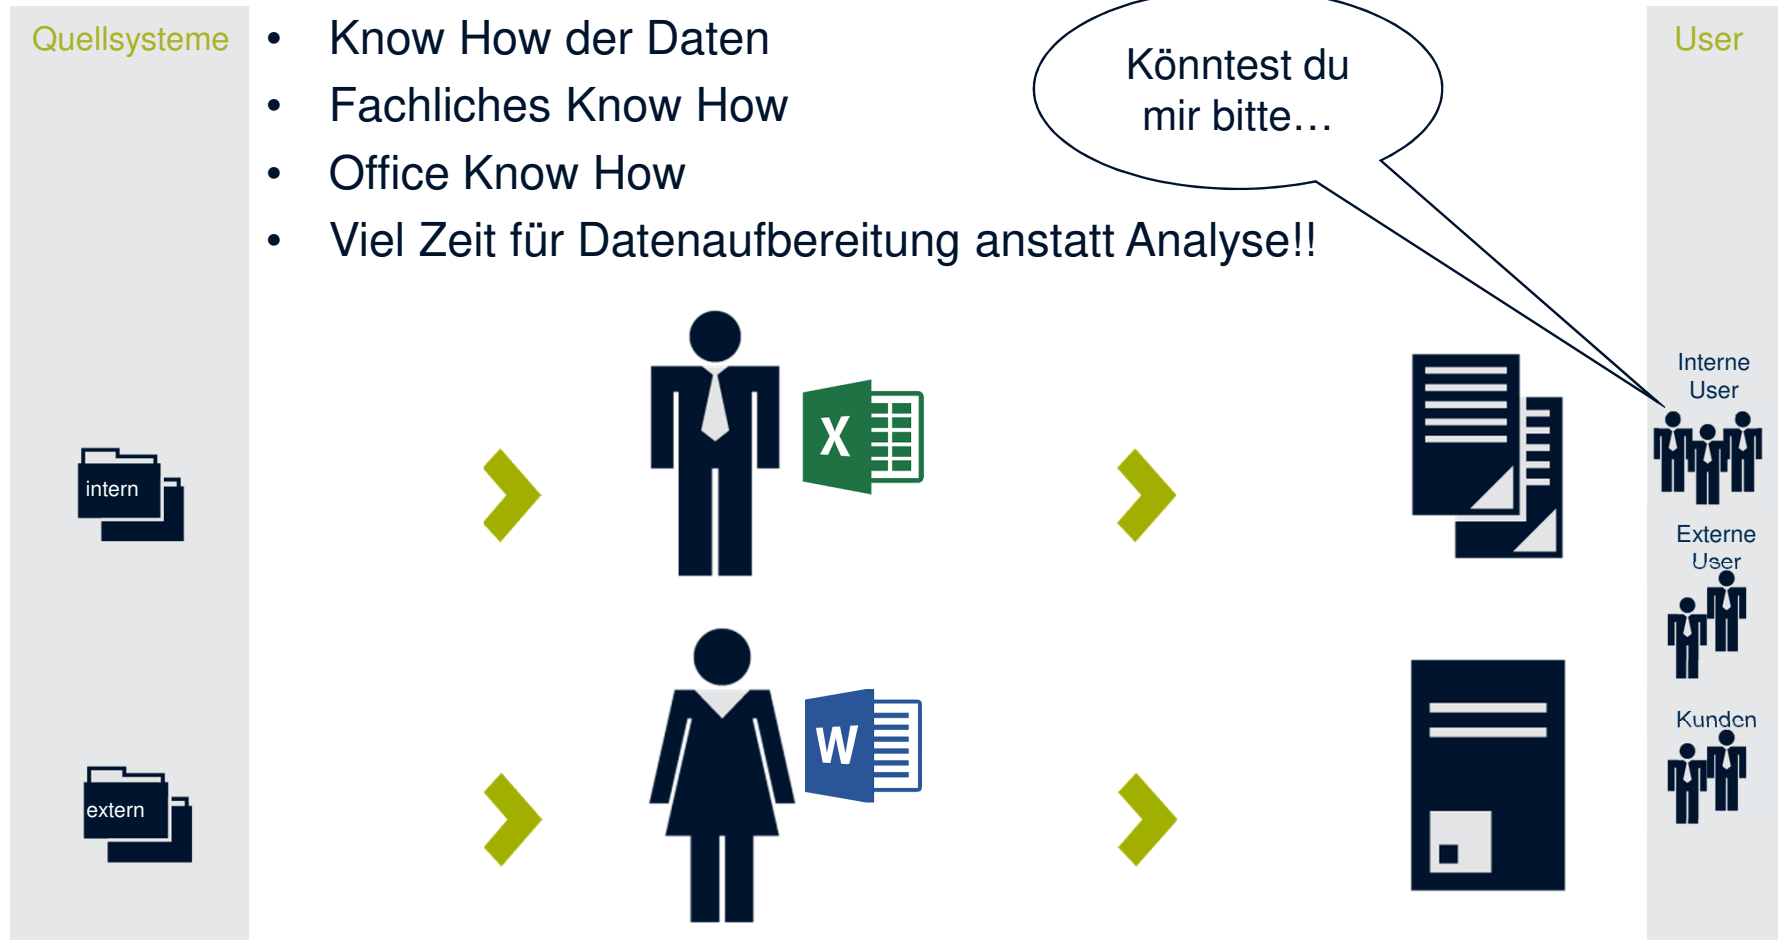 Quellsysteme
• Know How der Daten
• Fachliches Know How
• Office Know How
• Viel Zeit für Datenaufbereitung anstatt Analyse!!
Könntest du
mir bitte…
User
Interne
User
Externe
User
Kunden
intern
extern
X
W